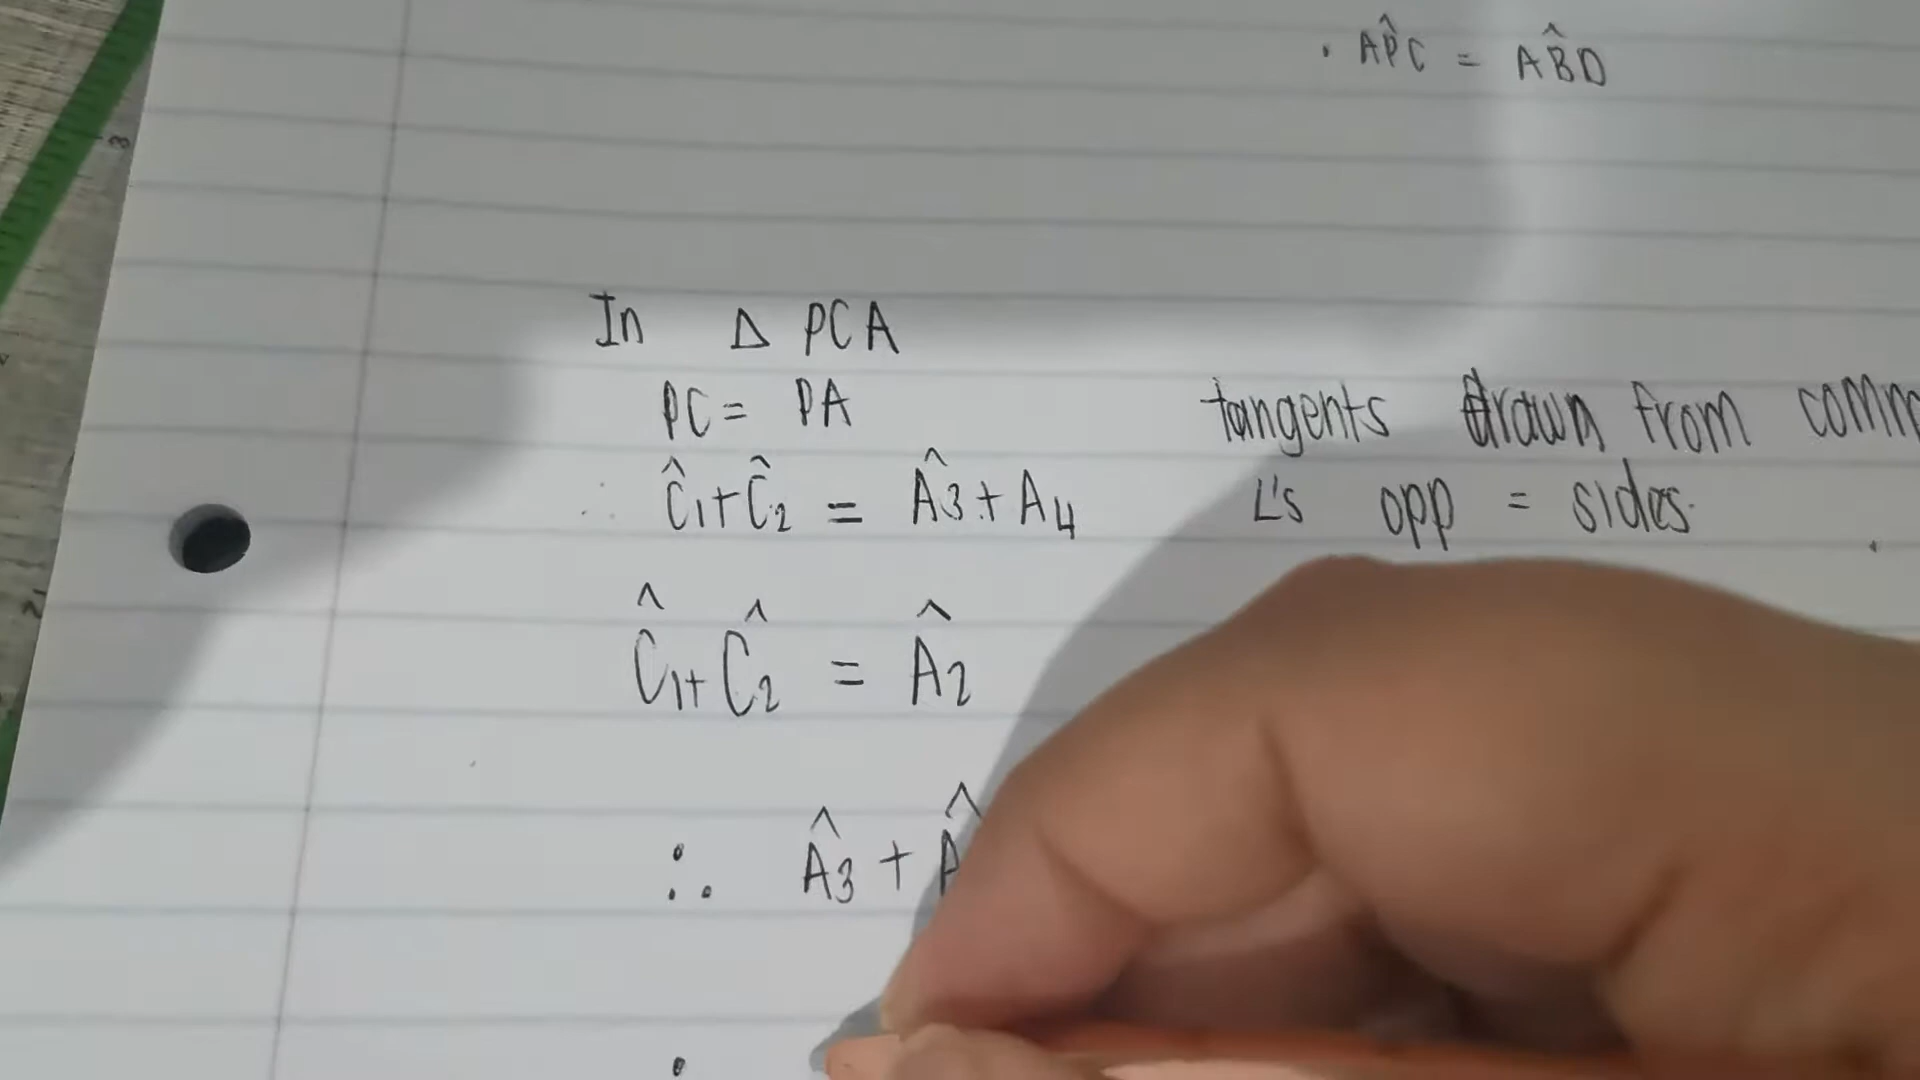 . AP̂C = AB̂D
In Δ PCA
PC = PA tangents drawn from
∴ Ĉ1+Ĉ2 = Â3+A4 ∠'s opp = sides.
Ĉ1+Ĉ2 = Â2
∴ Â3 + Â